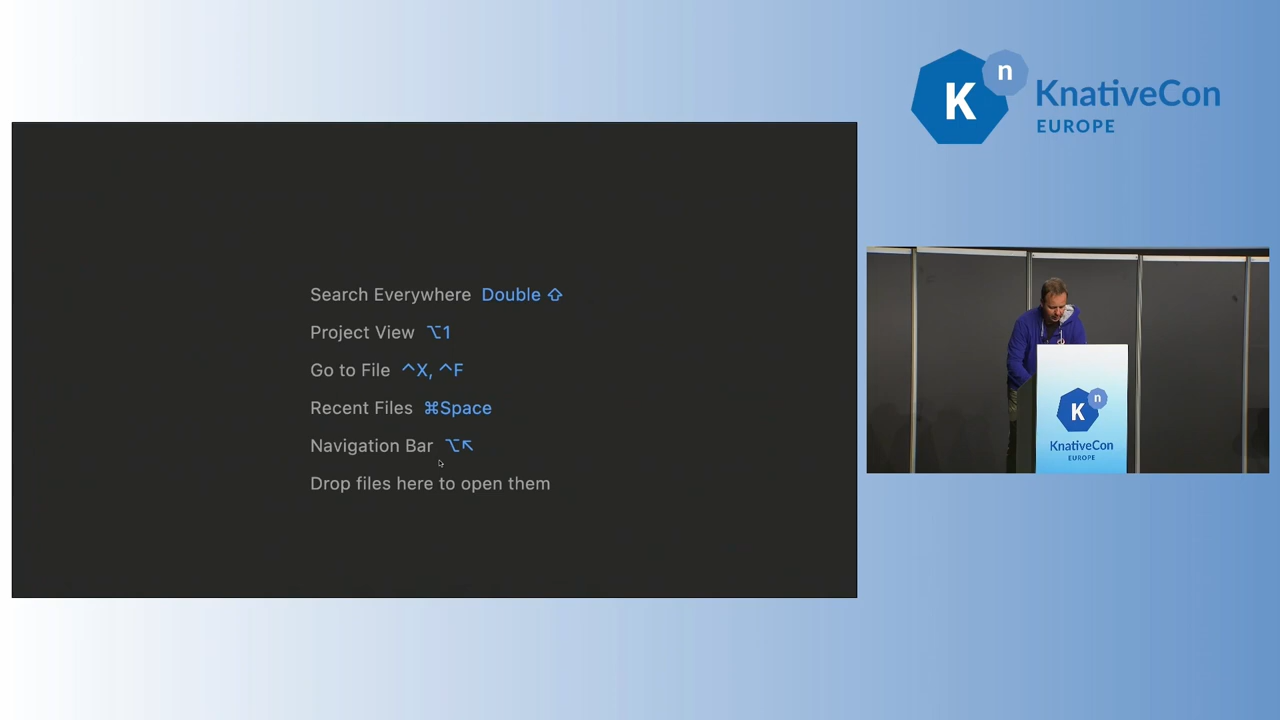 K n KnativeCon
EUROPE
Search Everywhere Double ⇧
Project View ⌥1
Go to File ^X, ^F
Recent Files ⌘Space
Navigation Bar ⌥↖
Drop files here to open them
K n
KnativeCon
EUROPE